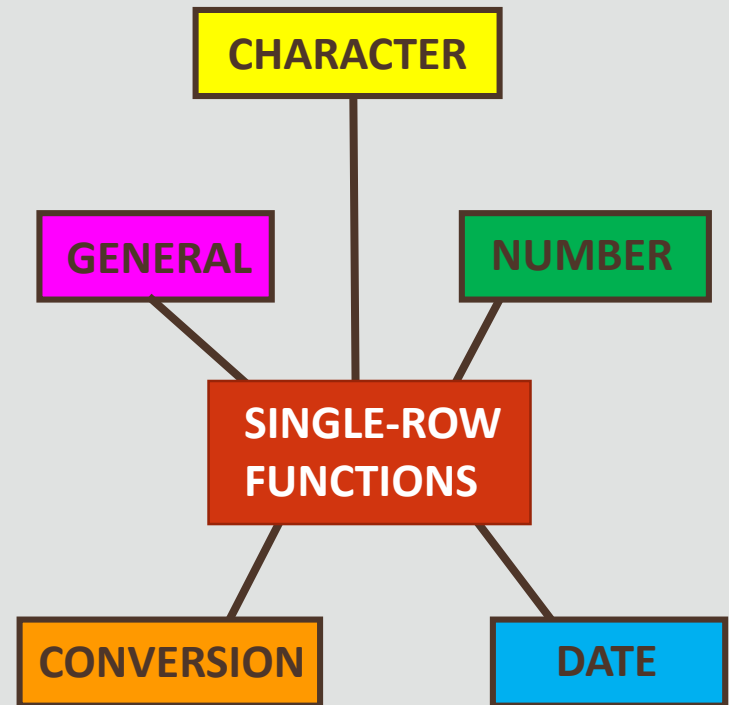 CHARACTER
GENERAL
NUMBER
SINGLE-ROW
FUNCTIONS
CONVERSION
DATE